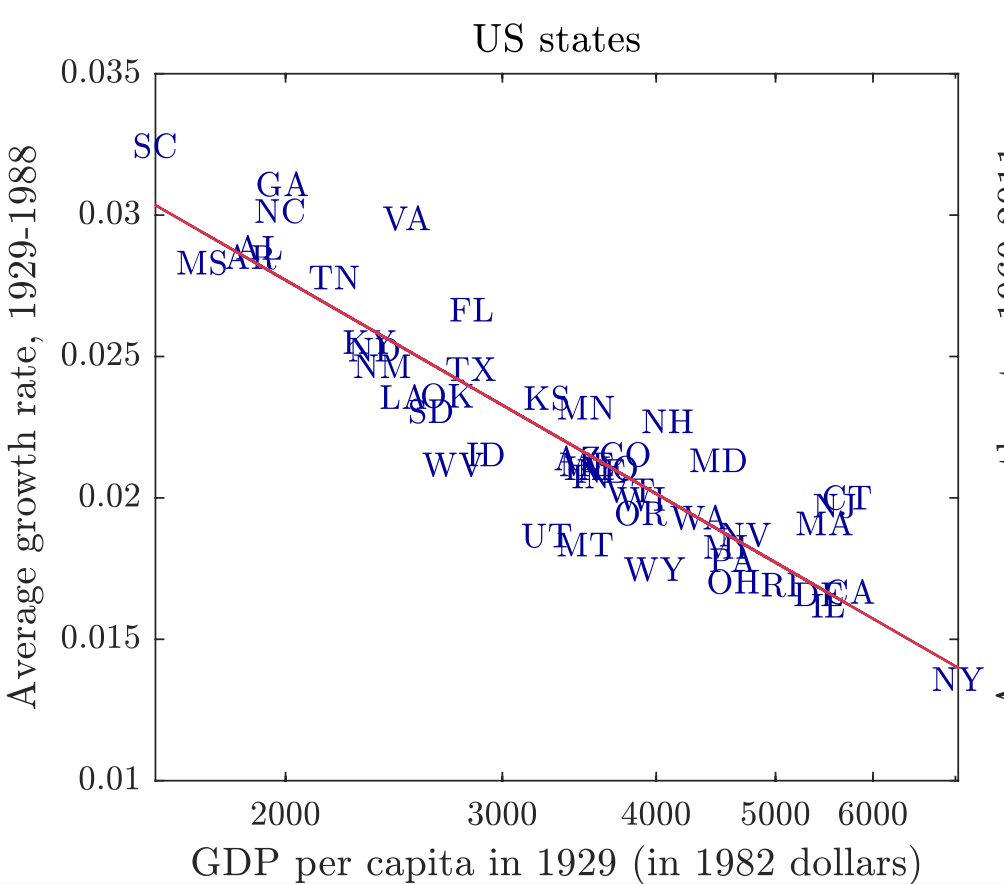 US states
0.035
0.03
0.025
0.02
0.015
0.01
Average growth rate, 1929-1988
SC
GA
NC
VA
AL
MS AR
TN
FL
KY
ND
NM
TX
LA OK
SD
KS
MN
NH
WV ID
CO
MD
WI
OR
WA
UT
MT
WY
NV
MI
PA
OH RI
CT
NJ
MA
DE CA
IL
NY
2000 3000 4000 5000 6000
GDP per capita in 1929 (in 1982 dollars)